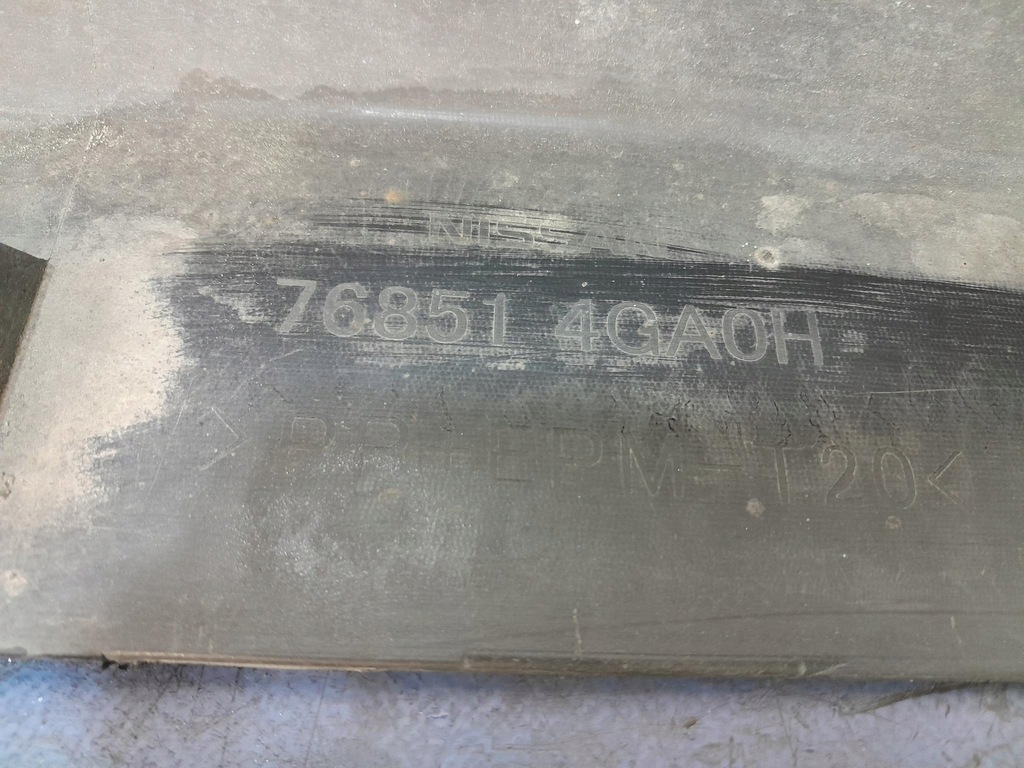 NISSAN
76851 4GA0H
>PP-EPM-T20<